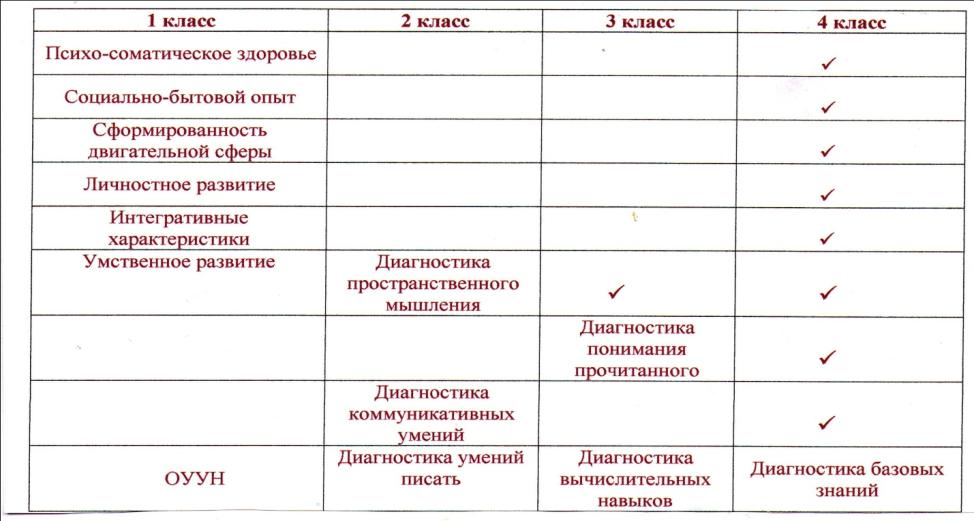 1 класс 2 класс 3 класс 4 класс
Психо-соматическое здоровье ✓
Социально-бытовой опыт ✓
Сформированность
двигательной сферы ✓
Личностное развитие ✓
Интегративные
характеристики ✓
Умственное развитие Диагностика
пространственного
мышления ✓ ✓
Диагностика
понимания
прочитанного ✓
Диагностика
коммуникативных
умений ✓
ОУУН
Диагностика умений
писать
Диагностика
вычислительных
навыков
Диагностика базовых
знаний